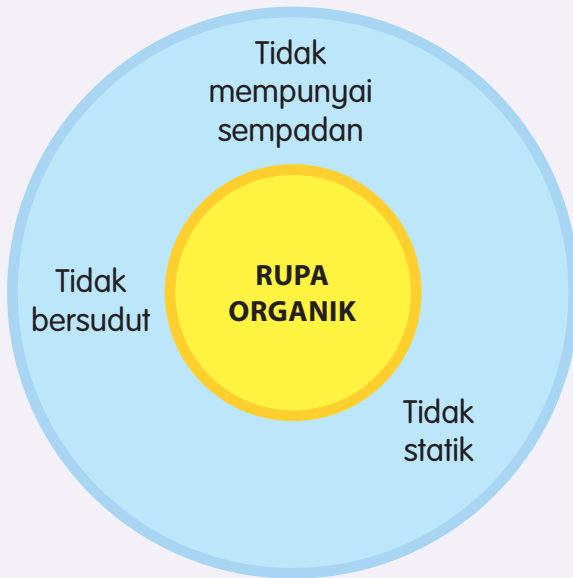 Tidak
mempunyai
sempadan
Tidak
bersudut
RUPA
ORGANIK
Tidak
statik